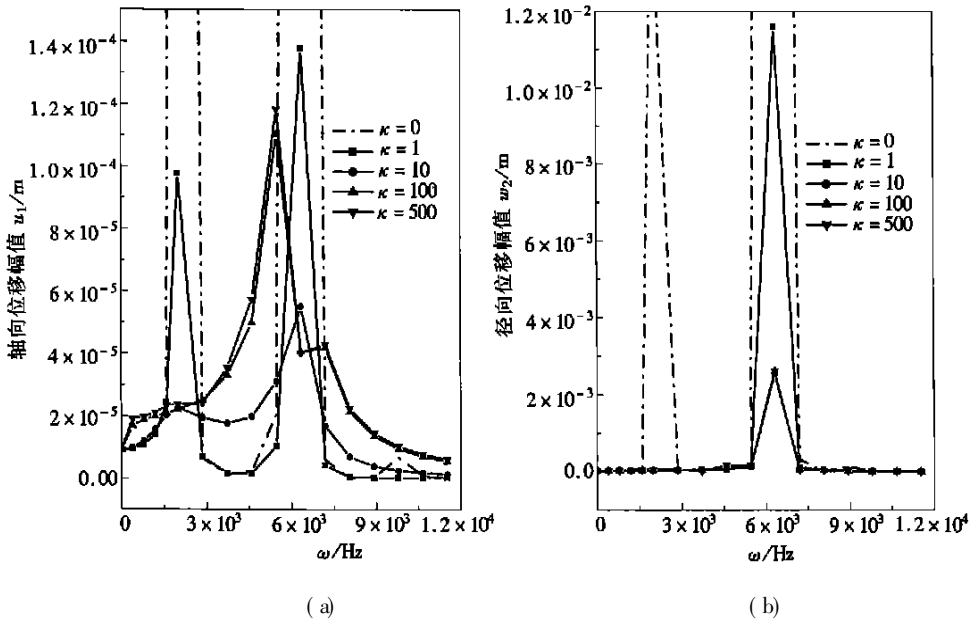 1.4×10⁻⁴
1.2×10⁻⁴
1.0×10⁻⁴
8×10⁻⁵
6×10⁻⁵
4×10⁻⁵
2×10⁻⁵
0.00
轴向位移幅值 u₁/m
κ = 0
κ = 1
κ = 10
κ = 100
κ = 500
0
3×10³
6×10³
9×10³
1.2×10⁴
ω/Hz
(a)
1.2×10⁻²
1.0×10⁻²
8×10⁻³
6×10⁻³
4×10⁻³
2×10⁻³
0.0
径向位移幅值 w₂/m
κ = 0
κ = 1
κ = 10
κ = 100
κ = 500
0
3×10³
6×10³
9×10³
1.2×10⁴
ω/Hz
(b)